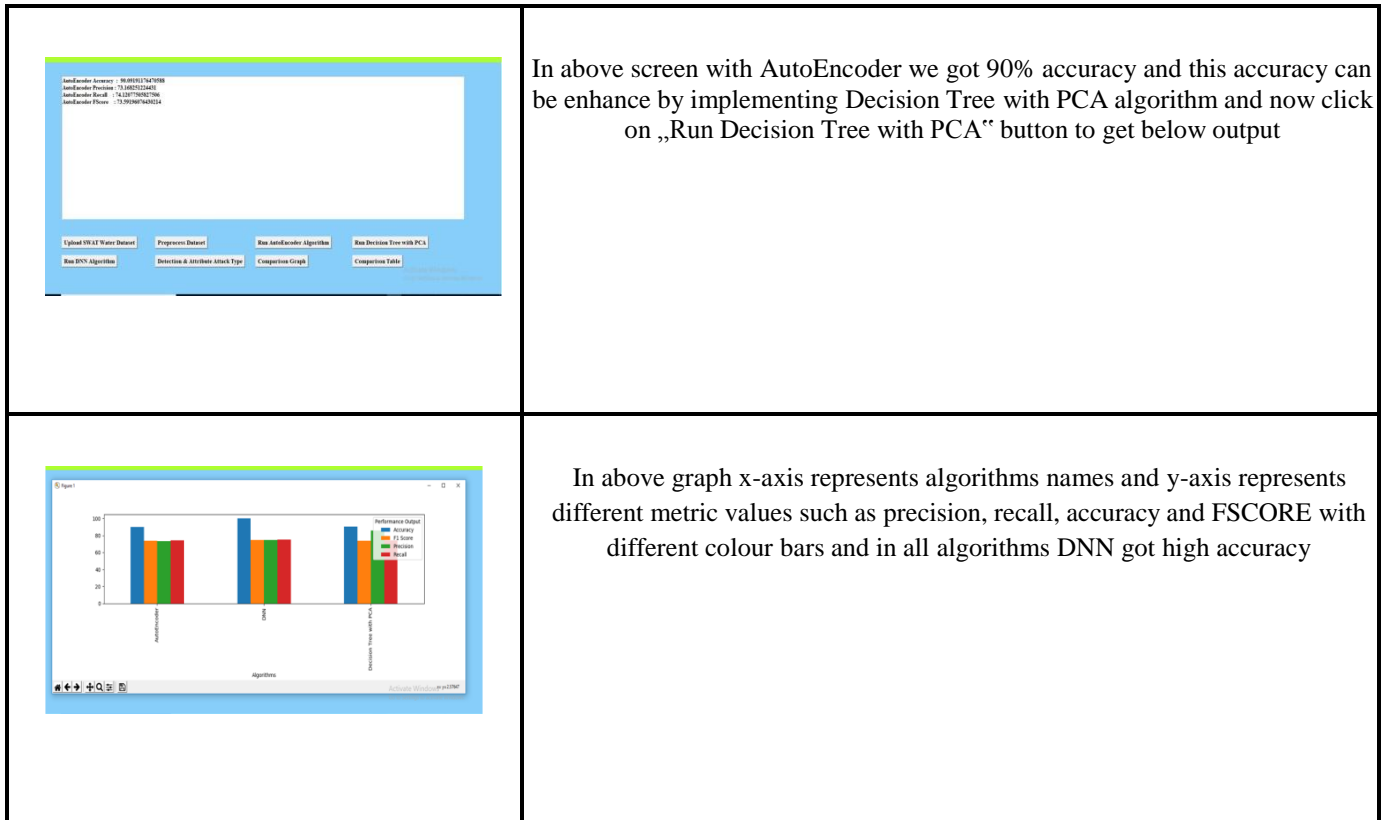 AutoEncoder Accuracy : 90.09191176470588
AutoEncoder Precision : 73.168251224431
AutoEncoder Recall : 74.12077505827506
AutoEncoder FScore : 73.59196076430214
Upload SWAT Water Dataset Preprocess Dataset Run AutoEncoder Algorithm Run Decision Tree with PCA
Run DNN Algorithm Detection & Attribute Attack Type Comparison Graph Comparison Table
In above screen with AutoEncoder we got 90% accuracy and this accuracy can
be enhance by implementing Decision Tree with PCA algorithm and now click
on „Run Decision Tree with PCA‟ button to get below output
Figure 1
Performance Output
Accuracy
F1 Score
Precision
Recall
100
80
60
40
20
0
AutoEncoder
DNN
Decision Tree with PCA
Algorithms
Activate Windows
In above graph x-axis represents algorithms names and y-axis represents
different metric values such as precision, recall, accuracy and FSCORE with
different colour bars and in all algorithms DNN got high accuracy